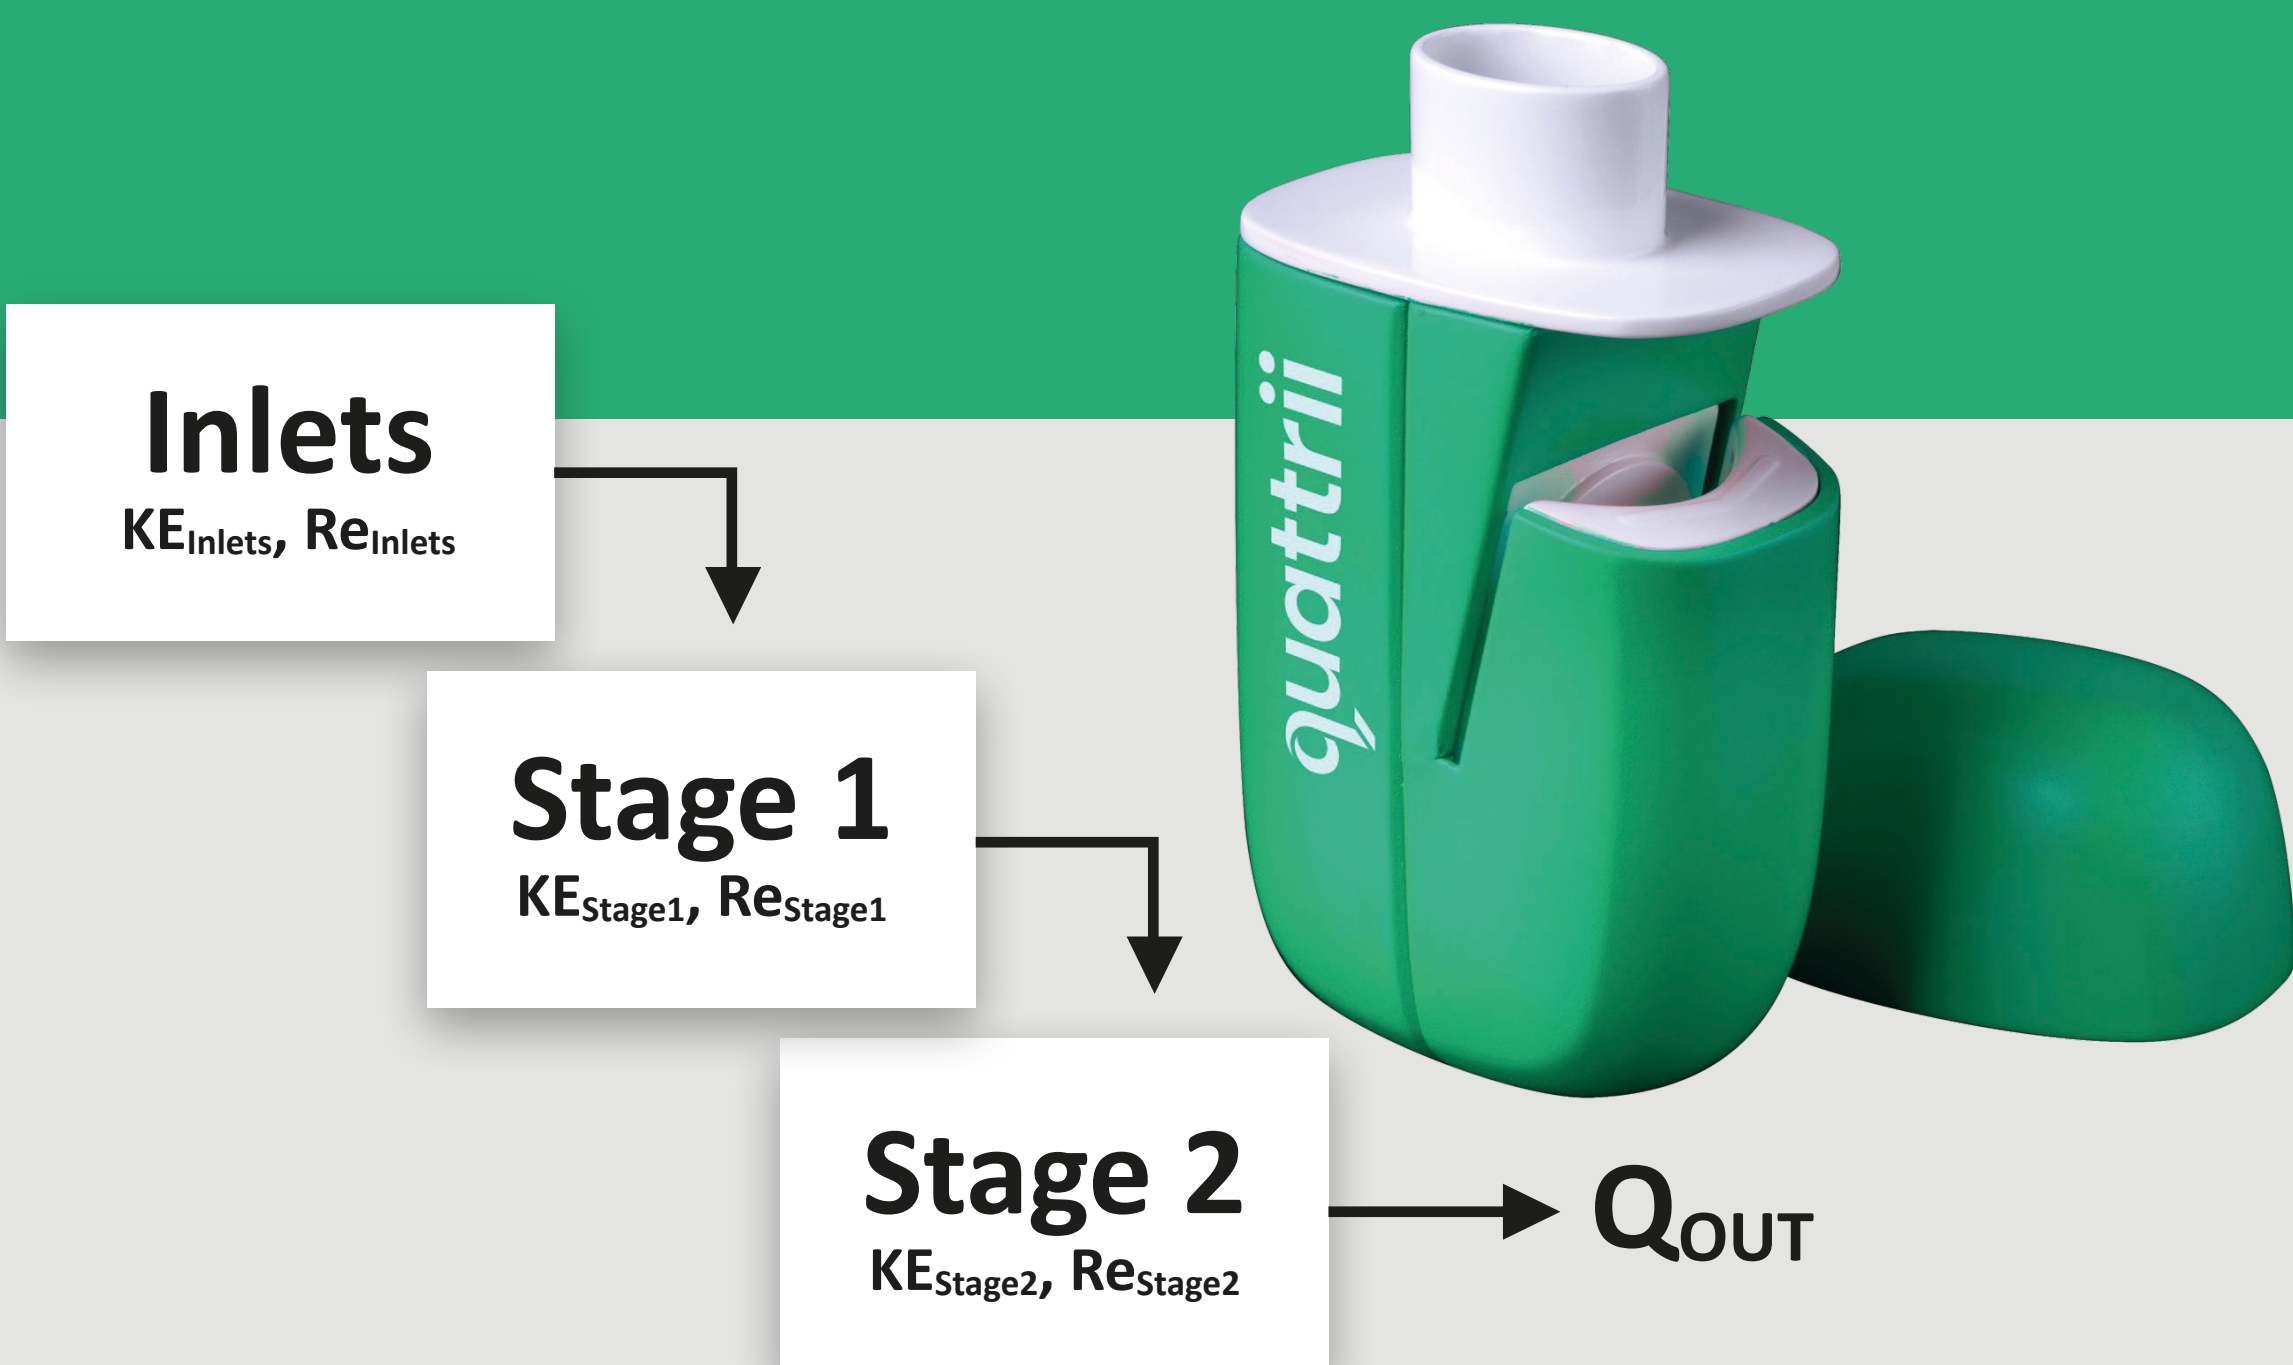 Inlets
KEInlets, ReInlets
Stage 1
KEStage1, ReStage1
Stage 2
KEStage2, ReStage2
QOUT
quattrii